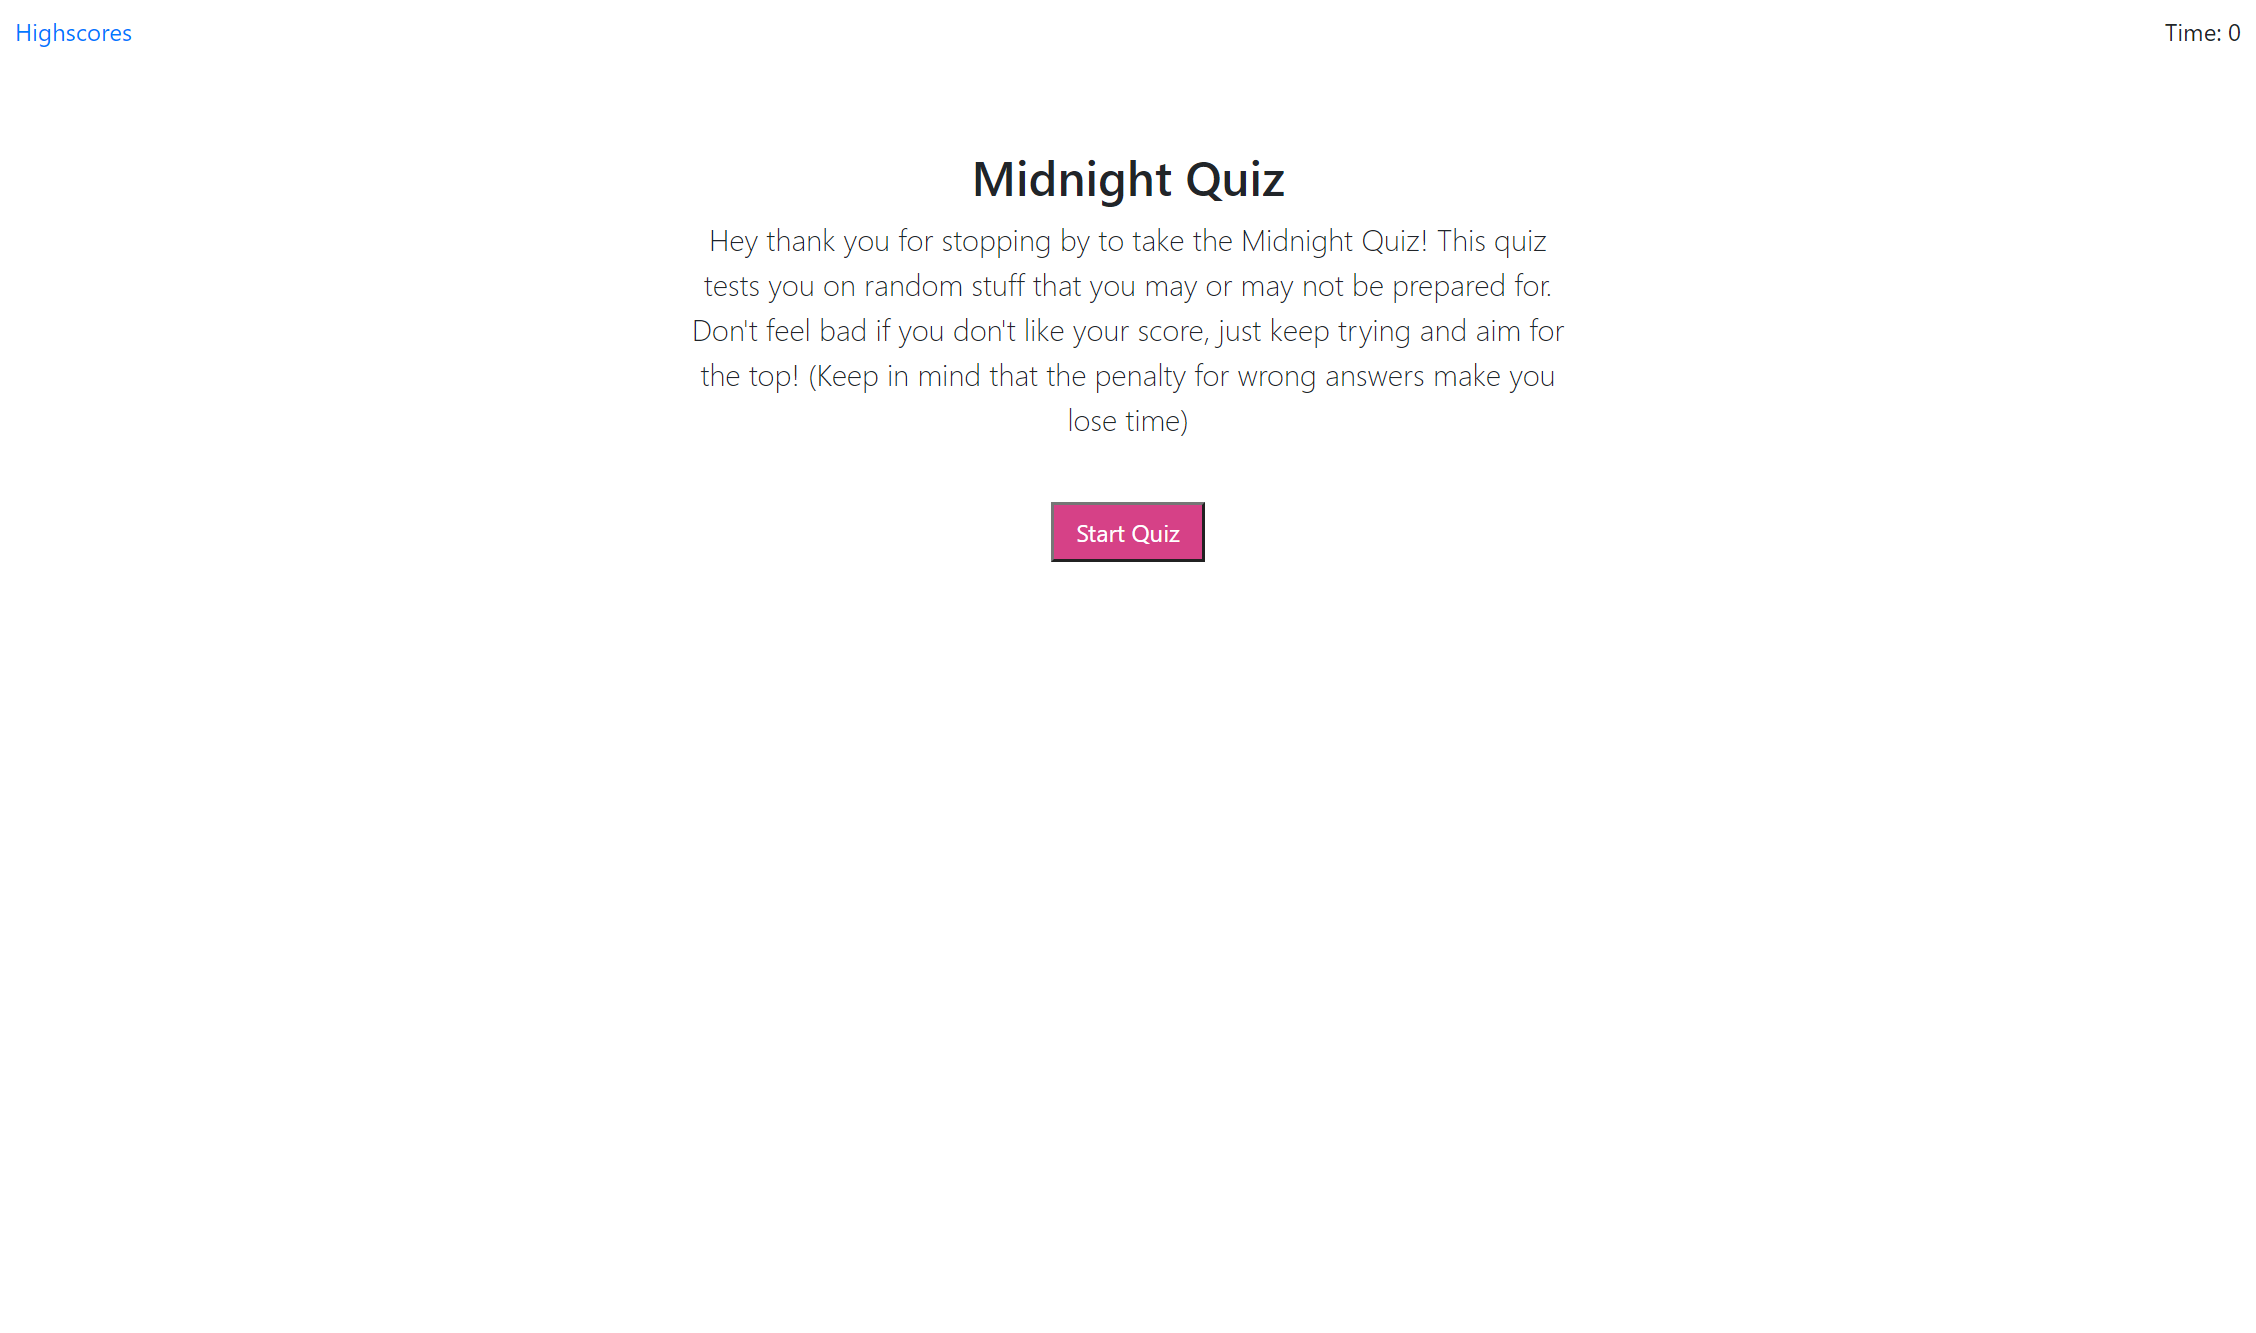 Highscores
Time: 0
Midnight Quiz
Hey thank you for stopping by to take the Midnight Quiz! This quiz
tests you on random stuff that you may or may not be prepared for.
Don't feel bad if you don't like your score, just keep trying and aim for
the top! (Keep in mind that the penalty for wrong answers make you
lose time)
Start Quiz